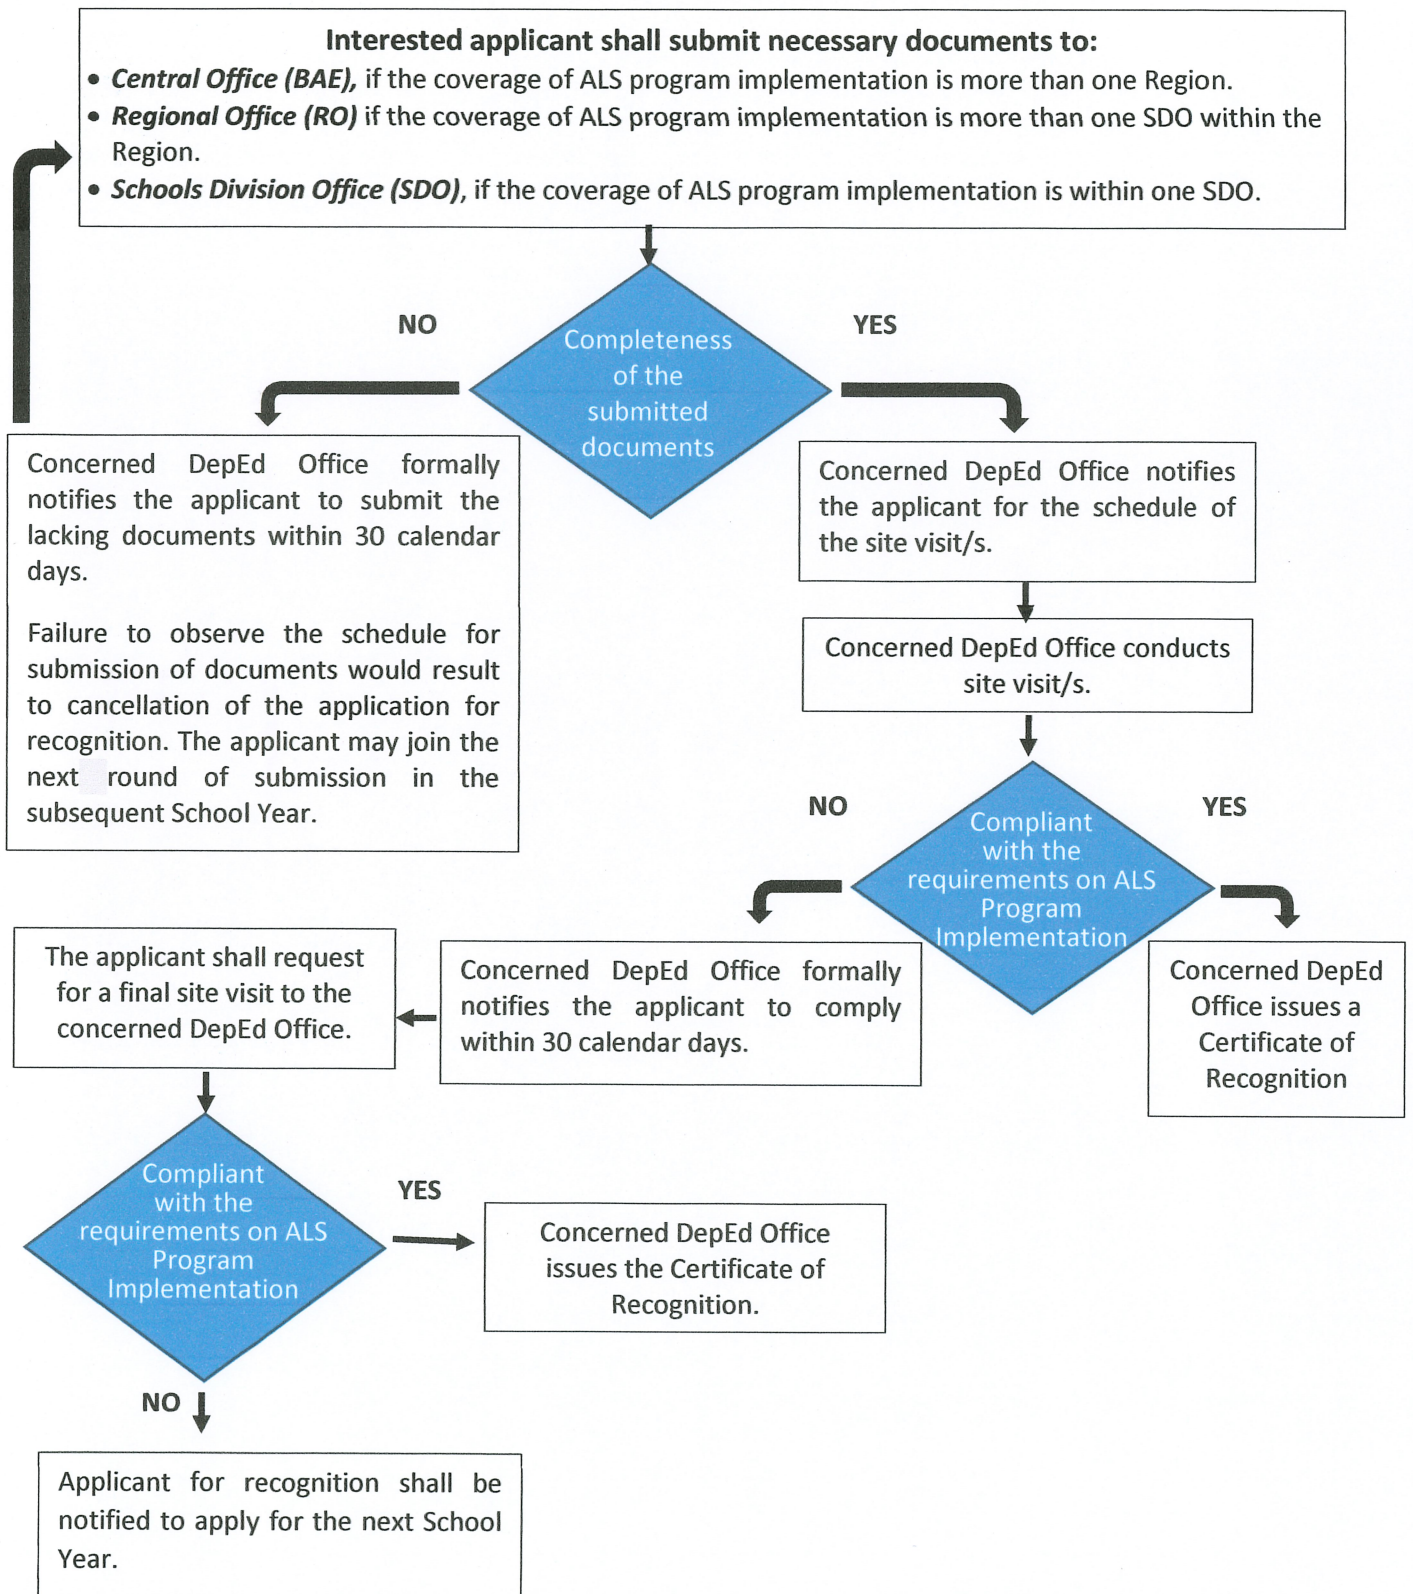 Interested applicant shall submit necessary documents to:
• Central Office (BAE), if the coverage of ALS program implementation is more than one Region.
• Regional Office (RO) if the coverage of ALS program implementation is more than one SDO within the
Region.
• Schools Division Office (SDO), if the coverage of ALS program implementation is within one SDO.
NO
YES
Completeness
of the
submitted
documents
Concerned DepEd Office formally
notifies the applicant to submit the
lacking documents within 30 calendar
days.
Failure to observe the schedule for
submission of documents would result
to cancellation of the application for
recognition. The applicant may join the
next round of submission in the
subsequent School Year.
Concerned DepEd Office notifies
the applicant for the schedule of
the site visit/s.
Concerned DepEd Office conducts
site visit/s.
NO
YES
Compliant
with the
requirements on ALS
Program
Implementation
The applicant shall request
for a final site visit to the
concerned DepEd Office.
Concerned DepEd Office formally
notifies the applicant to comply
within 30 calendar days.
Concerned DepEd
Office issues a
Certificate of
Recognition
Compliant
with the
requirements on ALS
Program
Implementation
YES
Concerned DepEd Office
issues the Certificate of
Recognition.
NO
Applicant for recognition shall be
notified to apply for the next School
Year.